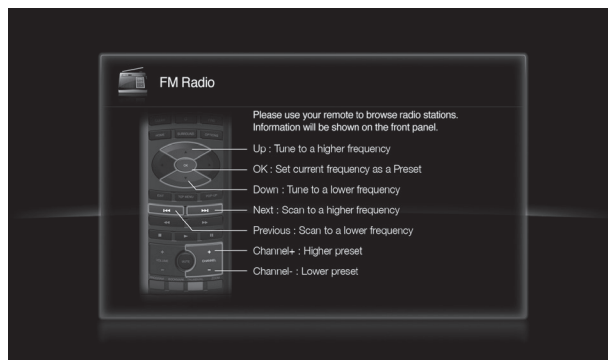 FM Radio
Please use your remote to browse radio stations.
Information will be shown on the front panel.
Up : Tune to a higher frequency
OK : Set current frequency as a Preset
Down : Tune to a lower frequency
Next : Scan to a higher frequency
Previous : Scan to a lower frequency
Channel+ : Higher preset
Channel- : Lower preset